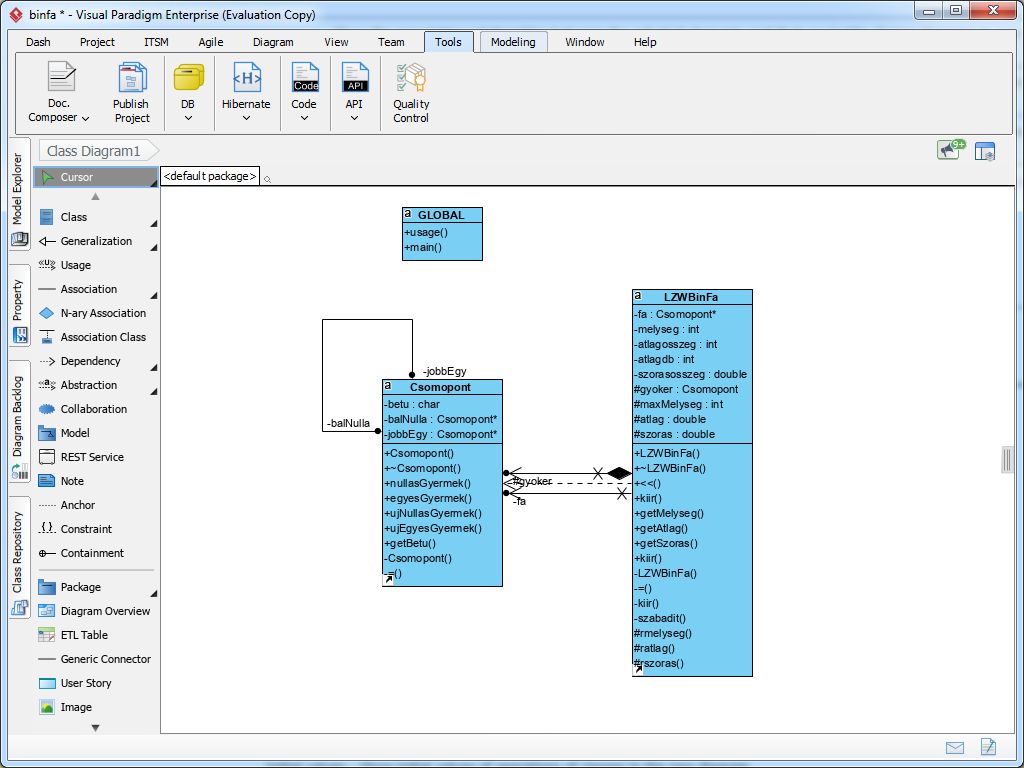 binfa * - Visual Paradigm Enterprise (Evaluation Copy)
Dash Project ITSM Agile Diagram View Team Tools Modeling Window Help
Doc. Composer
Publish Project
DB
Hibernate
<H>
Code
Code
API
API
Quality Control
Model Explorer
Property
Diagram Backlog
Class Repository
Class Diagram1
9+
Cursor
Class
Generalization
Usage
Association
N-ary Association
Association Class
Dependency
Abstraction
Collaboration
Model
REST Service
Note
Anchor
Constraint
Containment
Package
Diagram Overview
ETL Table
Generic Connector
User Story
Image
<default package>
a GLOBAL
+usage()
+main()
-jobbEgy
-balNulla
a Csomopont
-betu : char
-balNulla : Csomopont*
-jobbEgy : Csomopont*
+Csomopont()
+~Csomopont()
+nullasGyermek()
+egyesGyermek()
+ujNullasGyermek()
+ujEgyesGyermek()
+getBetu()
-Csomopont()
-=()
#gyoker
-fa
a LZWBinFa
-fa : Csomopont*
-melyseg : int
-atlagosszeg : int
-atlagdb : int
-szorasosszeg : double
#gyoker : Csomopont
#maxMelyseg : int
#atlag : double
#szoras : double
+LZWBinFa()
+~LZWBinFa()
+<<()
+kiir()
+getMelyseg()
+getAtlag()
+getSzoras()
+kiir()
-LZWBinFa()
-=()
-kiir()
-szabadit()
#rmelyseg()
#ratlag()
#rszoras()